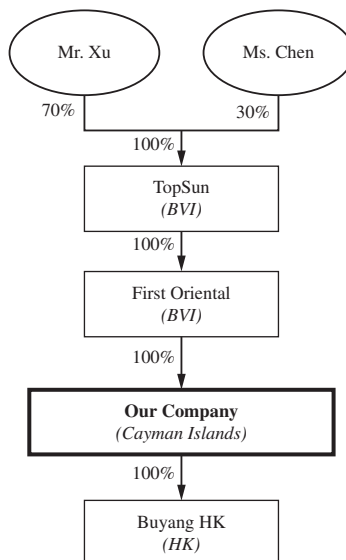 Mr. Xu
Ms. Chen
70%
30%
100%
TopSun
(BVI)
100%
First Oriental
(BVI)
100%
Our Company
(Cayman Islands)
100%
Buyang HK
(HK)